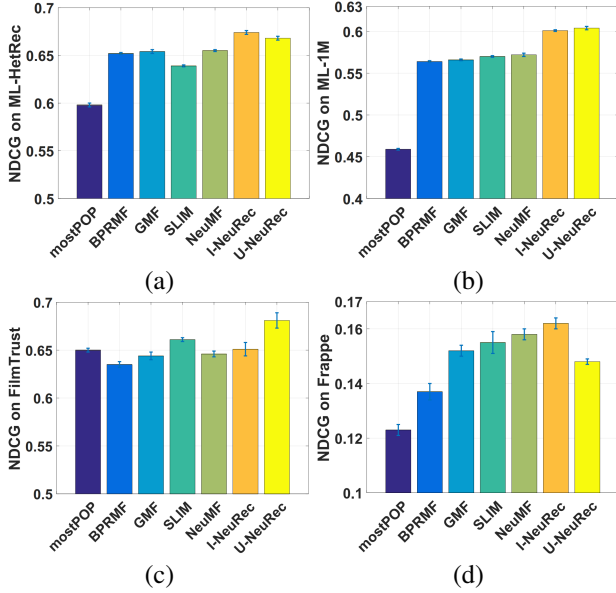 NDCG on ML-HetRec
0.7
0.65
0.6
0.55
0.5
mostPOP
BPRMF
GMF
SLIM
NeuMF
I-NeuRec
U-NeuRec
(a)
NDCG on ML-1M
0.63
0.6
0.55
0.5
0.45
0.4
mostPOP
BPRMF
GMF
SLIM
NeuMF
I-NeuRec
U-NeuRec
(b)
NDCG on FilmTrust
0.7
0.65
0.6
0.55
0.5
mostPOP
BPRMF
GMF
SLIM
NeuMF
I-NeuRec
U-NeuRec
(c)
NDCG on Frappe
0.17
0.16
0.14
0.12
0.1
mostPOP
BPRMF
GMF
SLIM
NeuMF
I-NeuRec
U-NeuRec
(d)